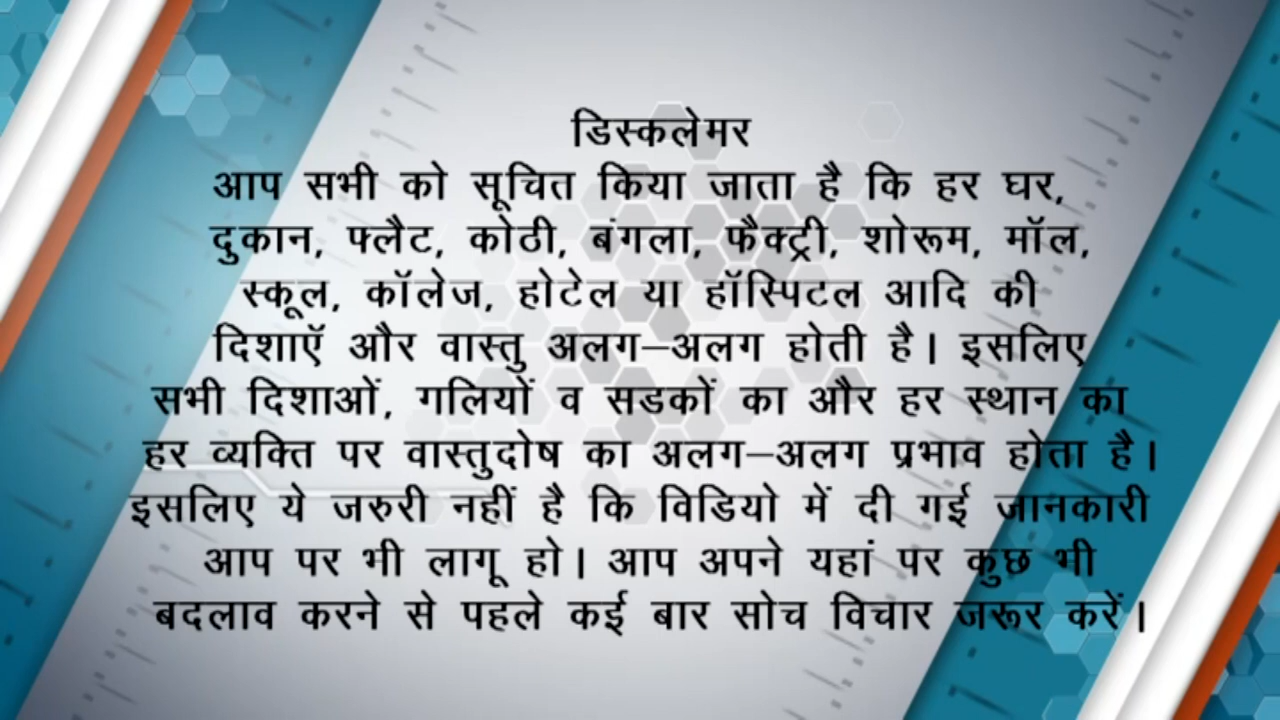 डिस्कलेमर
आप सभी को सूचित किया जाता है कि हर घर,
दुकान, फ्लैट, कोठी, बंगला, फैक्ट्री, शोरूम, मॉल,
स्कूल, कॉलेज, होटेल या हॉस्पिटल आदि की
दिशाऍ और वास्तु अलग–अलग होती है। इसलिए
सभी दिशाओं, गलियों व सडकों का और हर स्थान का
हर व्यक्ति पर वास्तुदोष का अलग–अलग प्रभाव होता है।
इसलिए ये जरुरी नहीं है कि विडियो में दी गई जानकारी
आप पर भी लागू हो। आप अपने यहां पर कुछ भी
बदलाव करने से पहले कई बार सोच विचार जरूर करें।